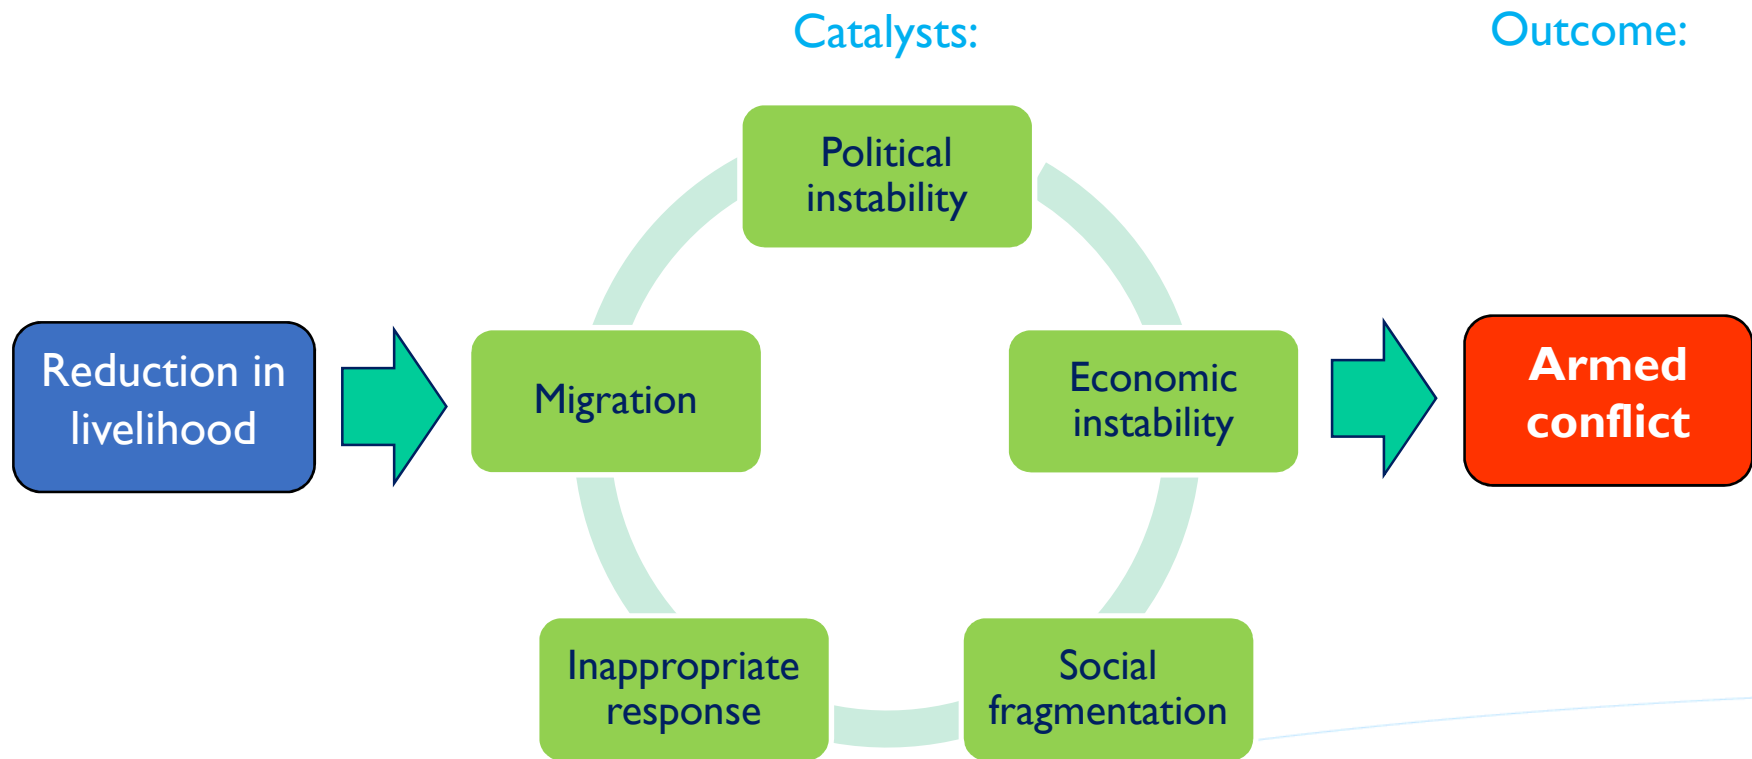 Catalysts:
Outcome:
Political
instability
Reduction in
livelihood
Migration
Economic
instability
Armed
conflict
Inappropriate
response
Social
fragmentation